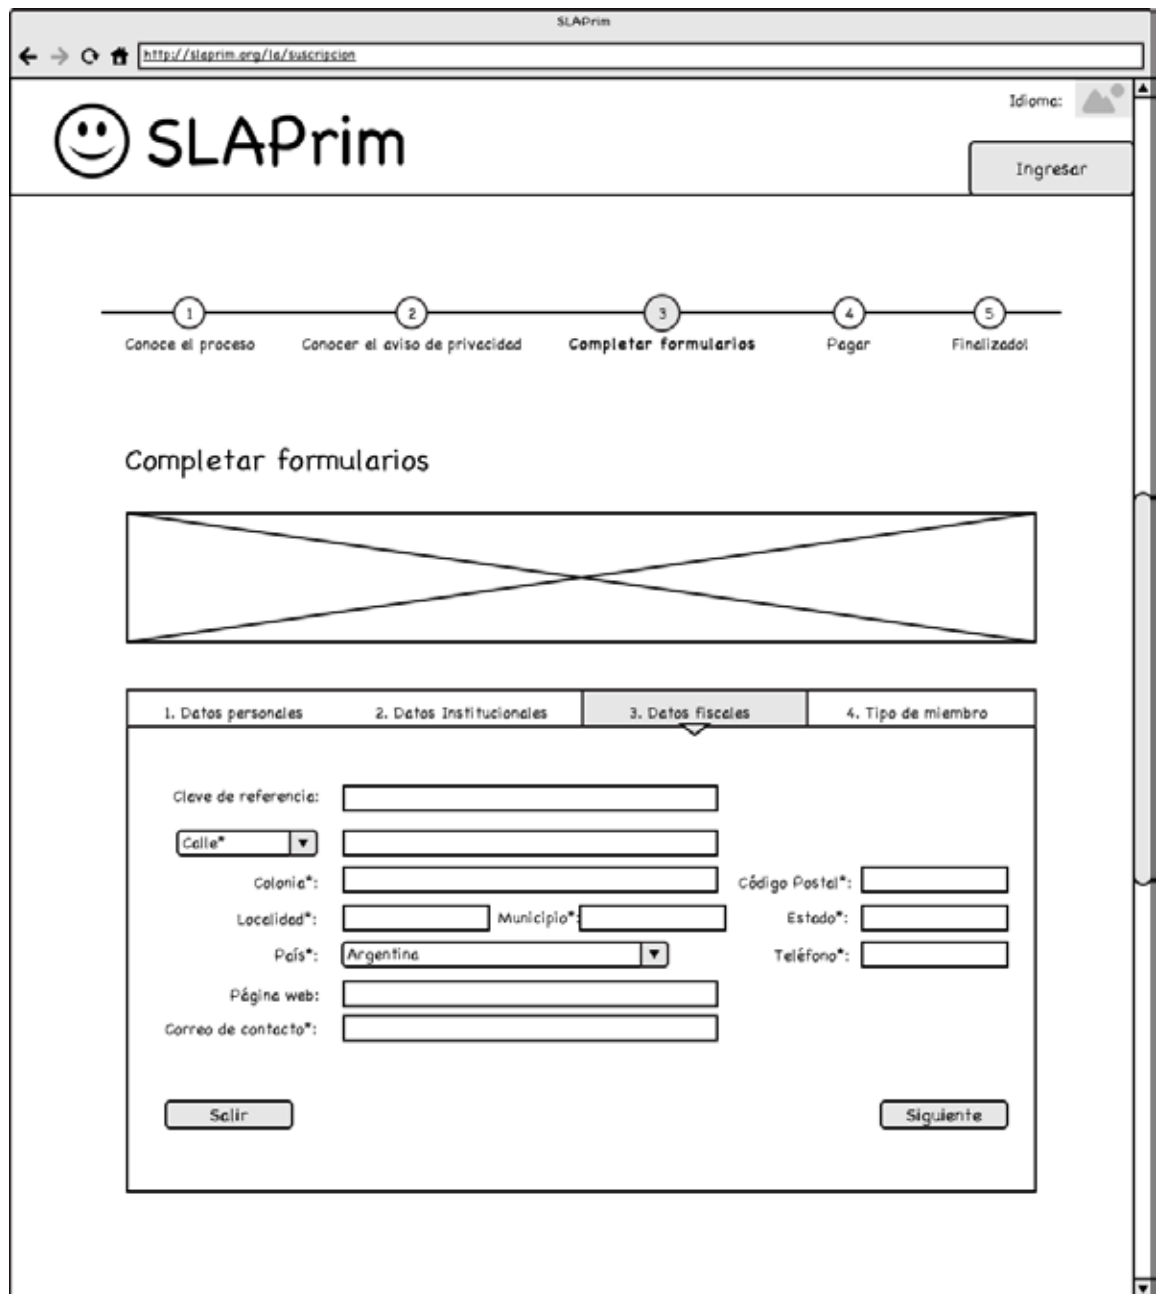 SLAPrim
http://slaprim.org/la/suscripcion
Idioma:
SLAPrim
Ingresar
1 2 3 4 5
Conoce el proceso Conocer el aviso de privacidad Completar formularios Pagar Finalizado!
Completar formularios
1. Datos personales 2. Datos Institucionales 3. Datos fiscales 4. Tipo de miembro
Clave de referencia:
Calle*
Colonia*: Código Postal*:
Localidad*: Municipio*: Estado*:
País*: Argentina Teléfono*:
Página web:
Correo de contacto*:
Salir Siguiente